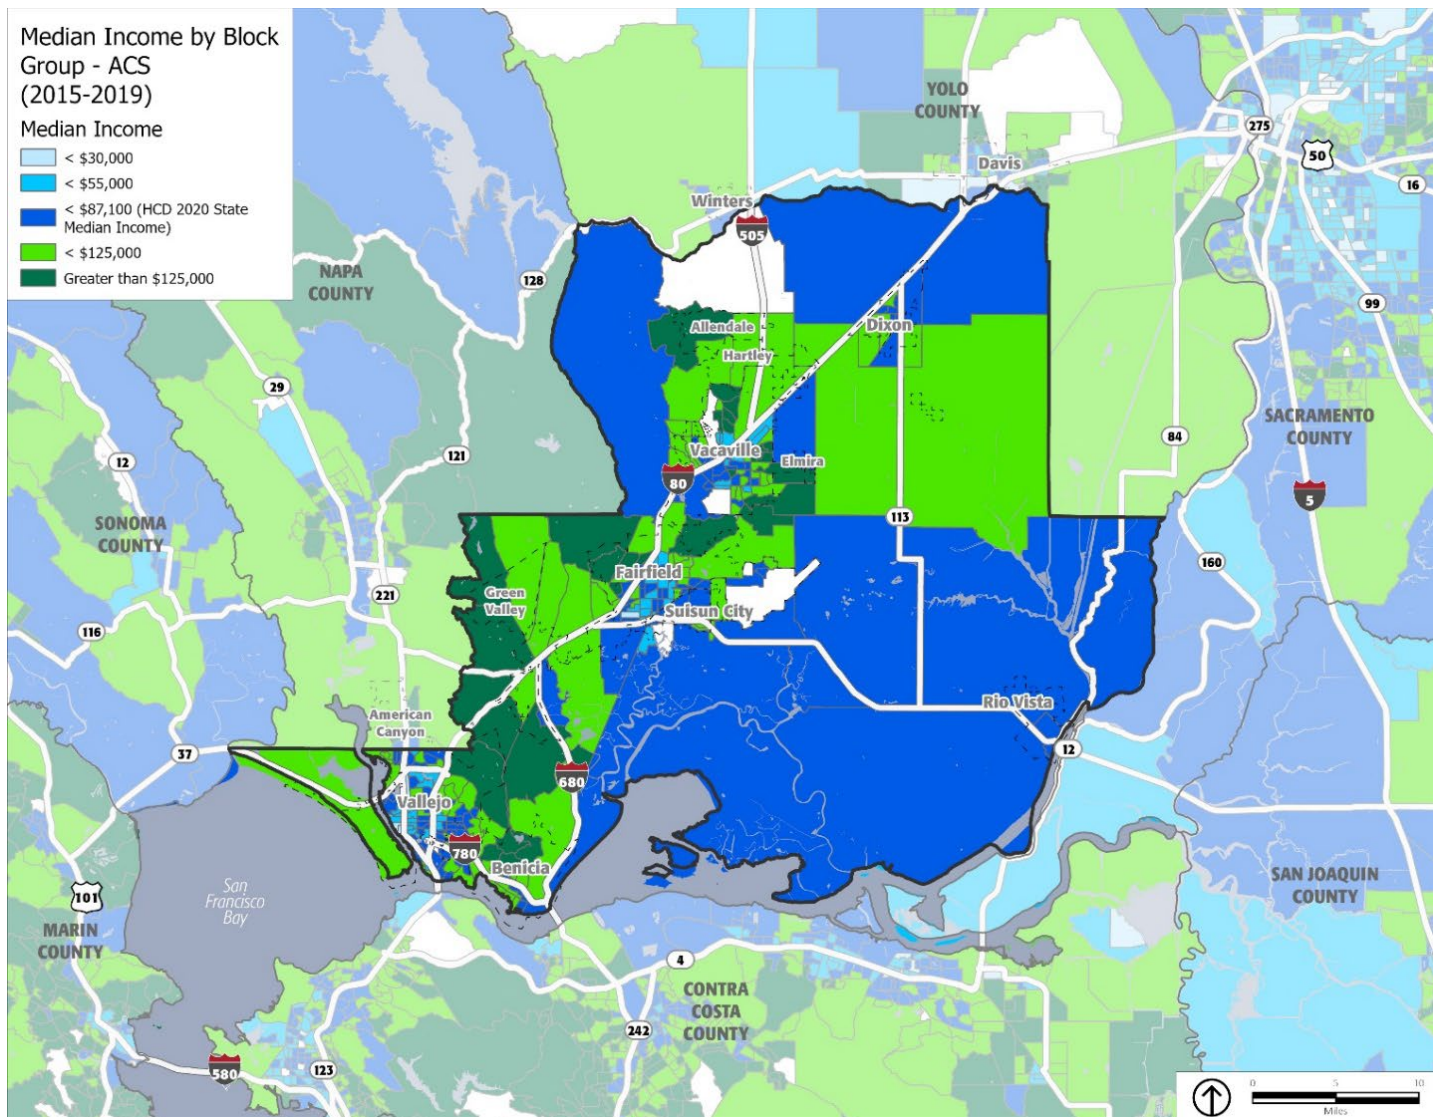 Median Income by Block
Group - ACS
(2015-2019)
Median Income
< $30,000
< $55,000
< $87,100 (HCD 2020 State
Median Income)
< $125,000
Greater than $125,000
YOLO
COUNTY
Davis
275
50
16
Winters
505
NAPA
COUNTY
128
99
Allendale
Dixon
Hartley
29
SACRAMENTO
COUNTY
84
12
121
Vacaville
Elmira
80
5
SONOMA
COUNTY
113
160
Fairfield
221
Green
Valley
Suisun City
116
Rio Vista
American
Canyon
37
12
680
Vallejo
780
Benicia
San
Francisco
Bay
101
SAN JOAQUIN
COUNTY
MARIN
COUNTY
4
CONTRA
COSTA
COUNTY
242
580
123
0 5 10
Miles